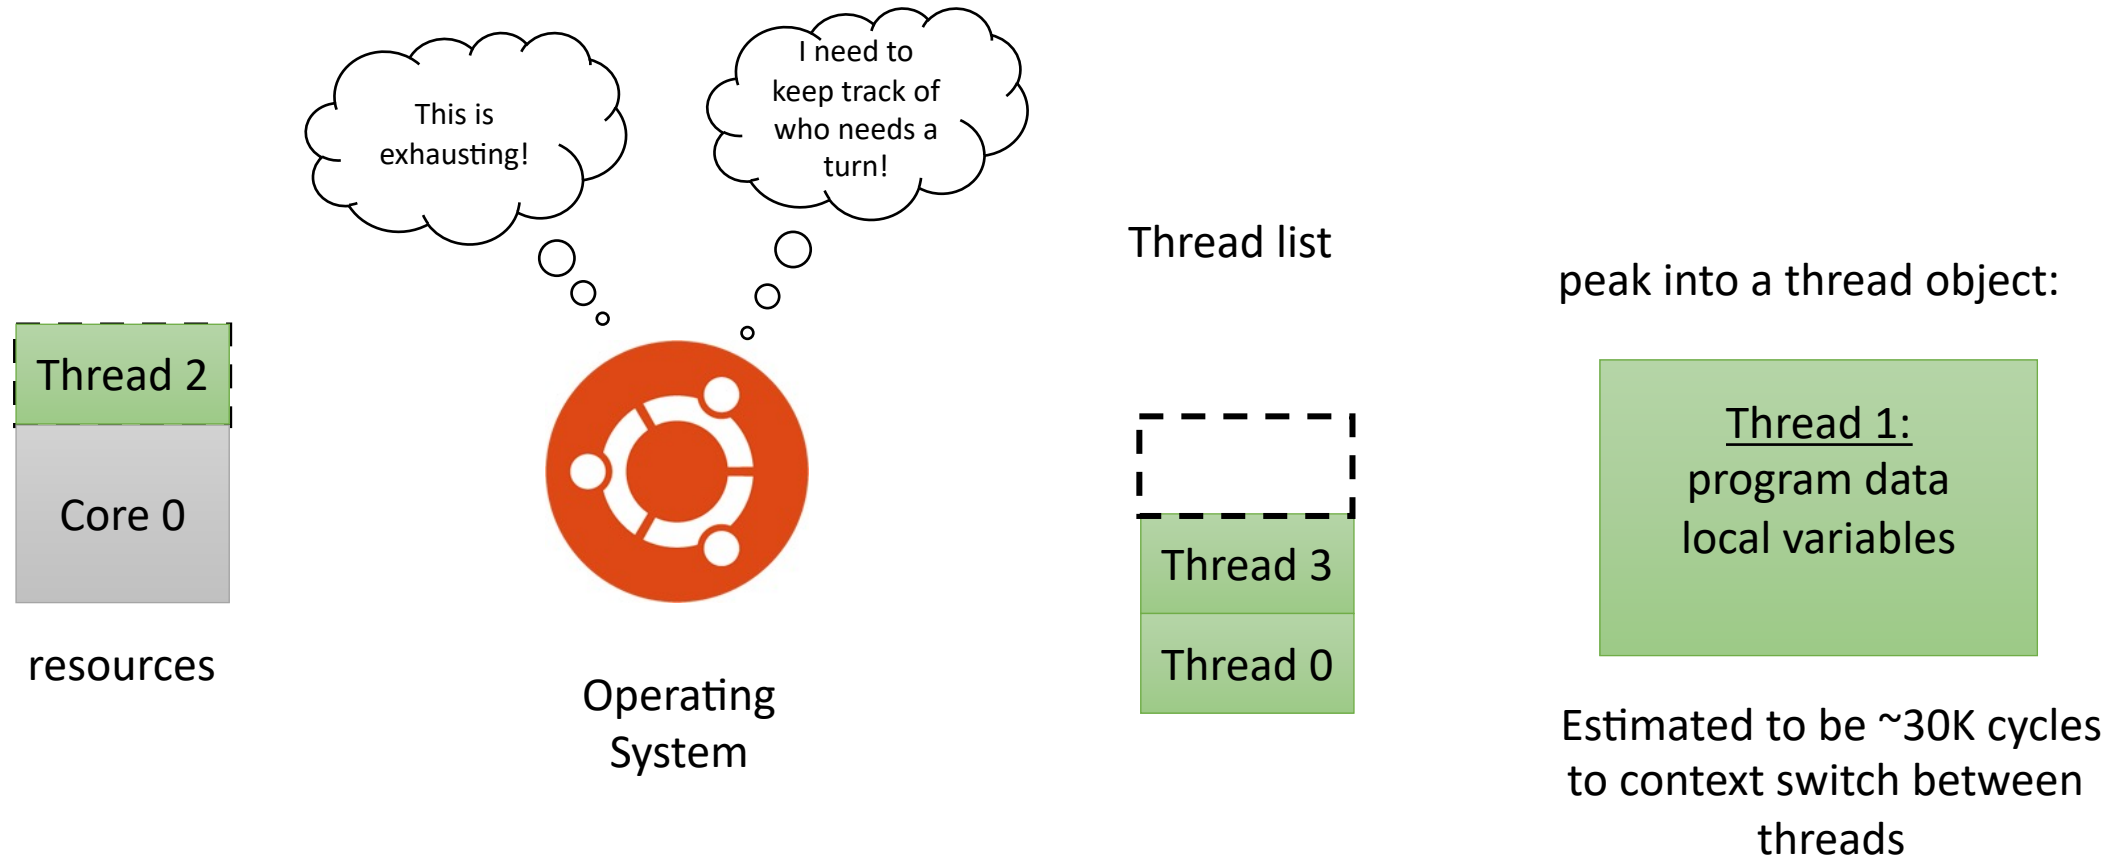 This is
exhausting!
I need to
keep track of
who needs a
turn!
Thread list
peak into a thread object:
Thread 2
Core 0
resources
Operating
System
Thread 3
Thread 0
Thread 1:
program data
local variables
Estimated to be ~30K cycles
to context switch between
threads